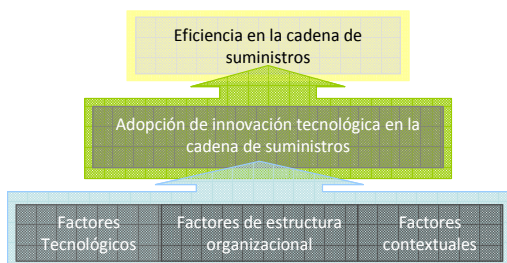 Eficiencia en la cadena de
suministros
Adopción de innovación tecnológica en la
cadena de suministros
Factores
Tecnológicos
Factores de estructura
organizacional
Factores
contextuales